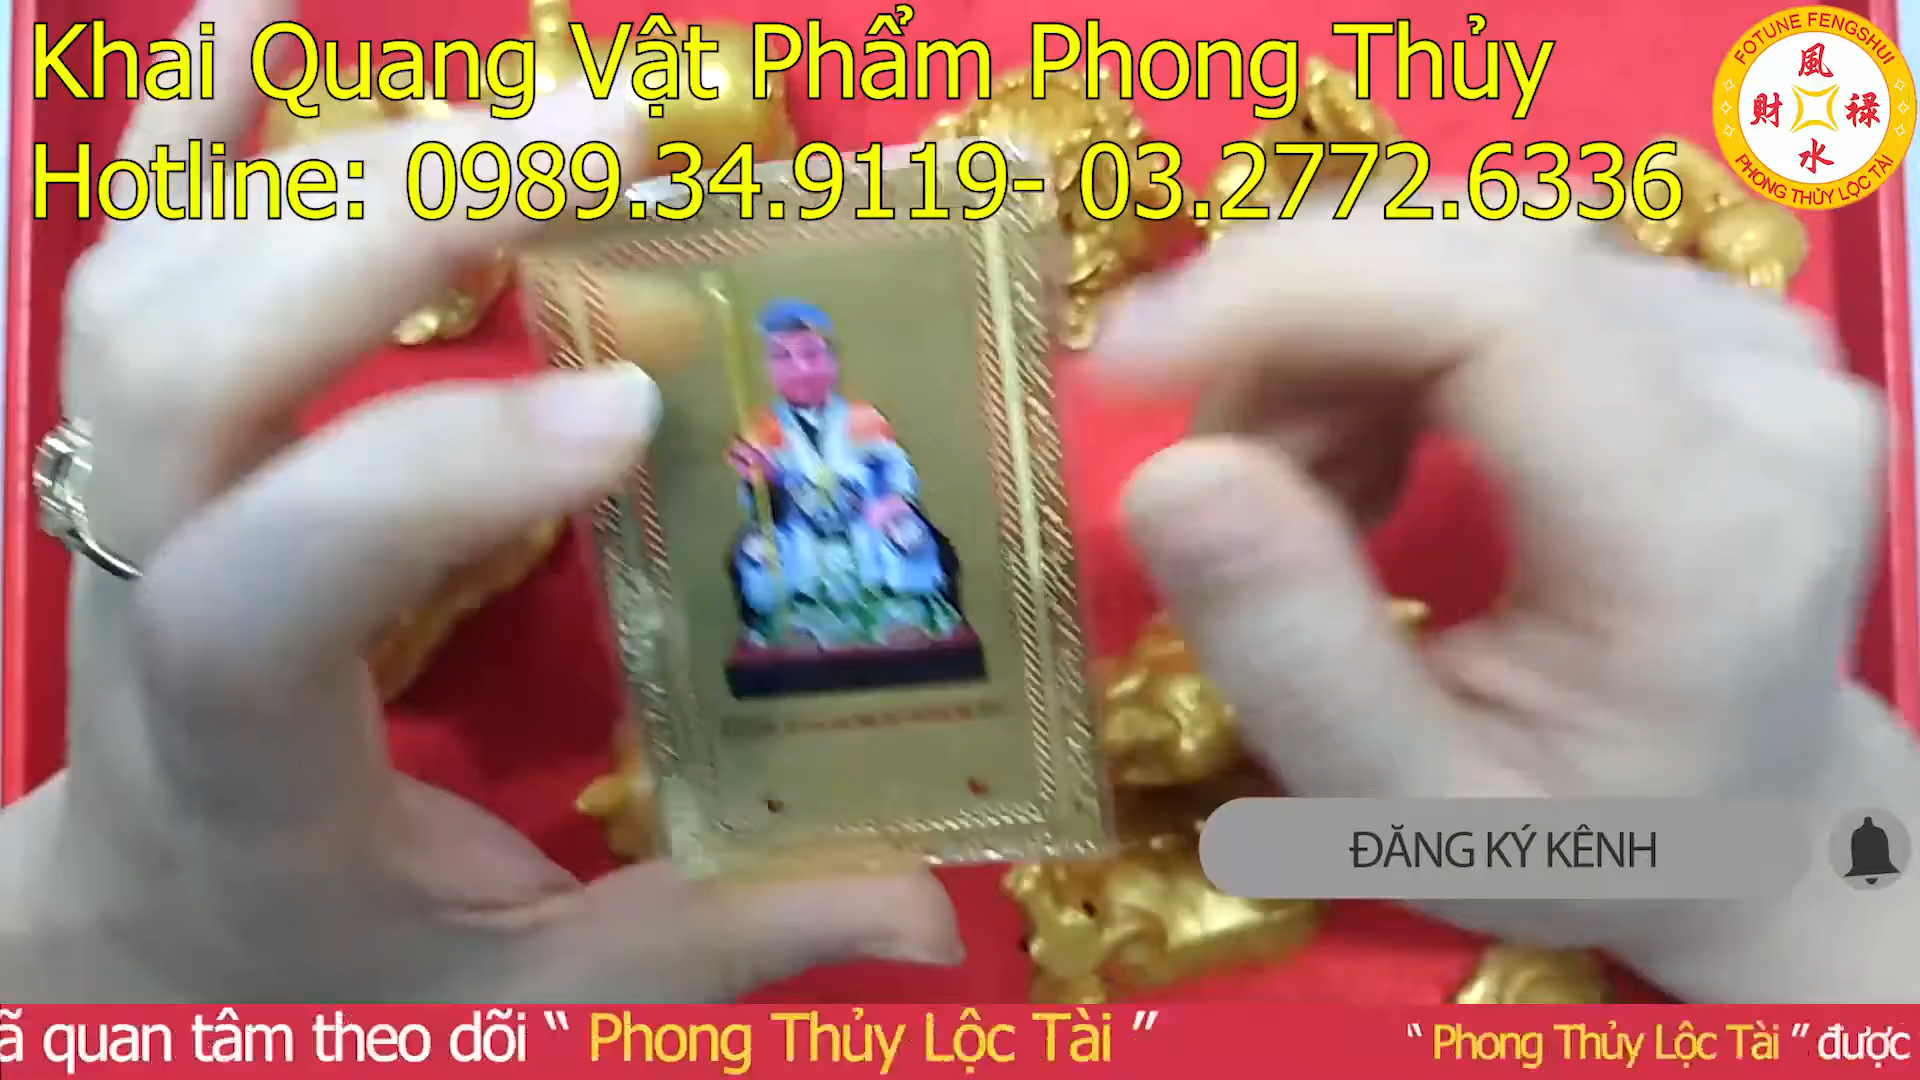 Khai Quang Vật Phẩm Phong Thủy
Hotline: 0989.34.9119- 03.2772.6336
FOTUNE FENGSHUI
風
財 禄
水
PHONG THỦY LỘC TÀI
ĐĂNG KÝ KÊNH
ã quan tâm theo dõi “ Phong Thủy Lộc Tài ” “ Phong Thủy Lộc Tài ” được